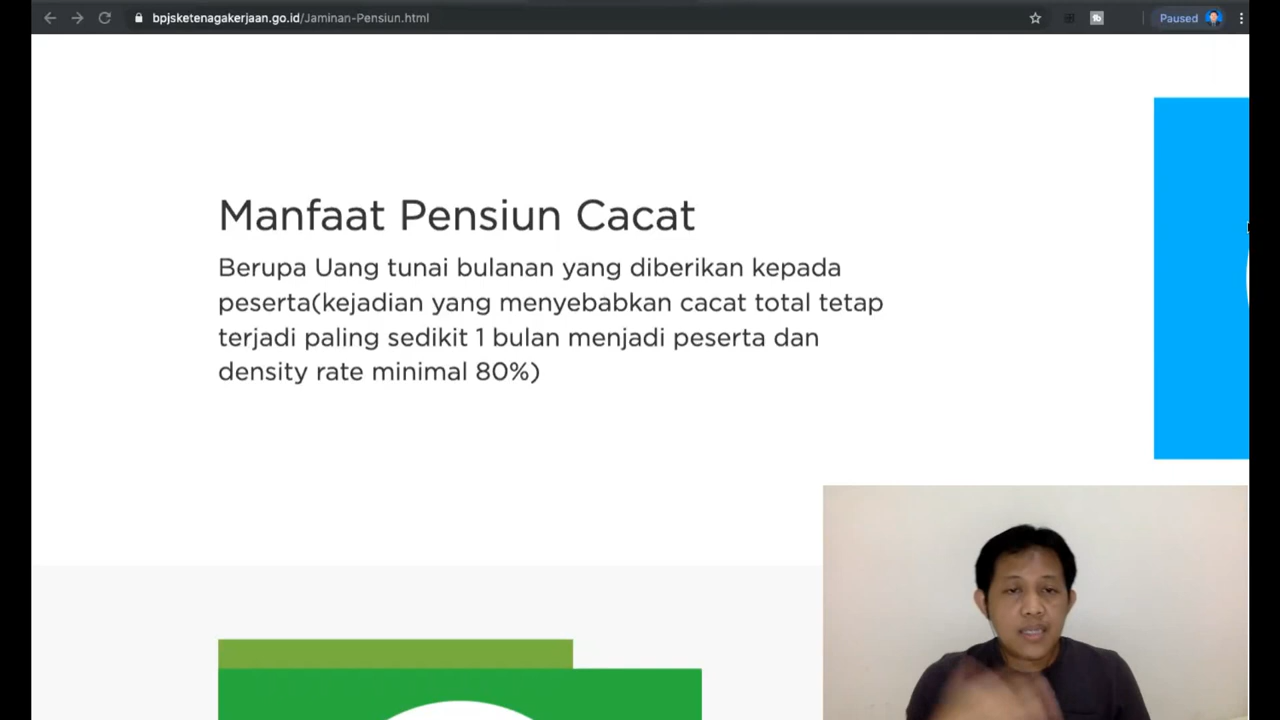 bpjsketenagakerjaan.go.id/Jaminan-Pensiun.html
Paused
Manfaat Pensiun Cacat
Berupa Uang tunai bulanan yang diberikan kepada
peserta(kejadian yang menyebabkan cacat total tetap
terjadi paling sedikit 1 bulan menjadi peserta dan
density rate minimal 80%)